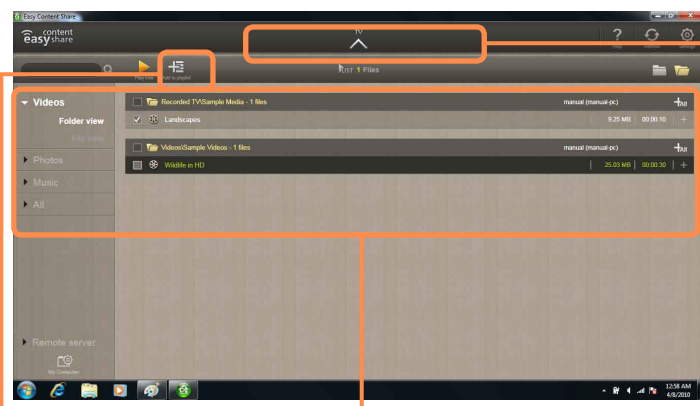 Easy Content Share
content
easy share
TV
Help
Refresh
Settings
Play now
Add to playlist
LIST 1 Files
Videos
Folder view
File view
Photos
Music
All
Remote server
My Computer
Recorded TV\Sample Media - 1 files manual (manual-pc) +All
Landscapes 9.25 MB 00:00:10 +
Videos\Sample Videos - 1 files manual (manual-pc) +All
Wildlife in HD 25.03 MB 00:00:30 +
12:58 AM
4/8/2010